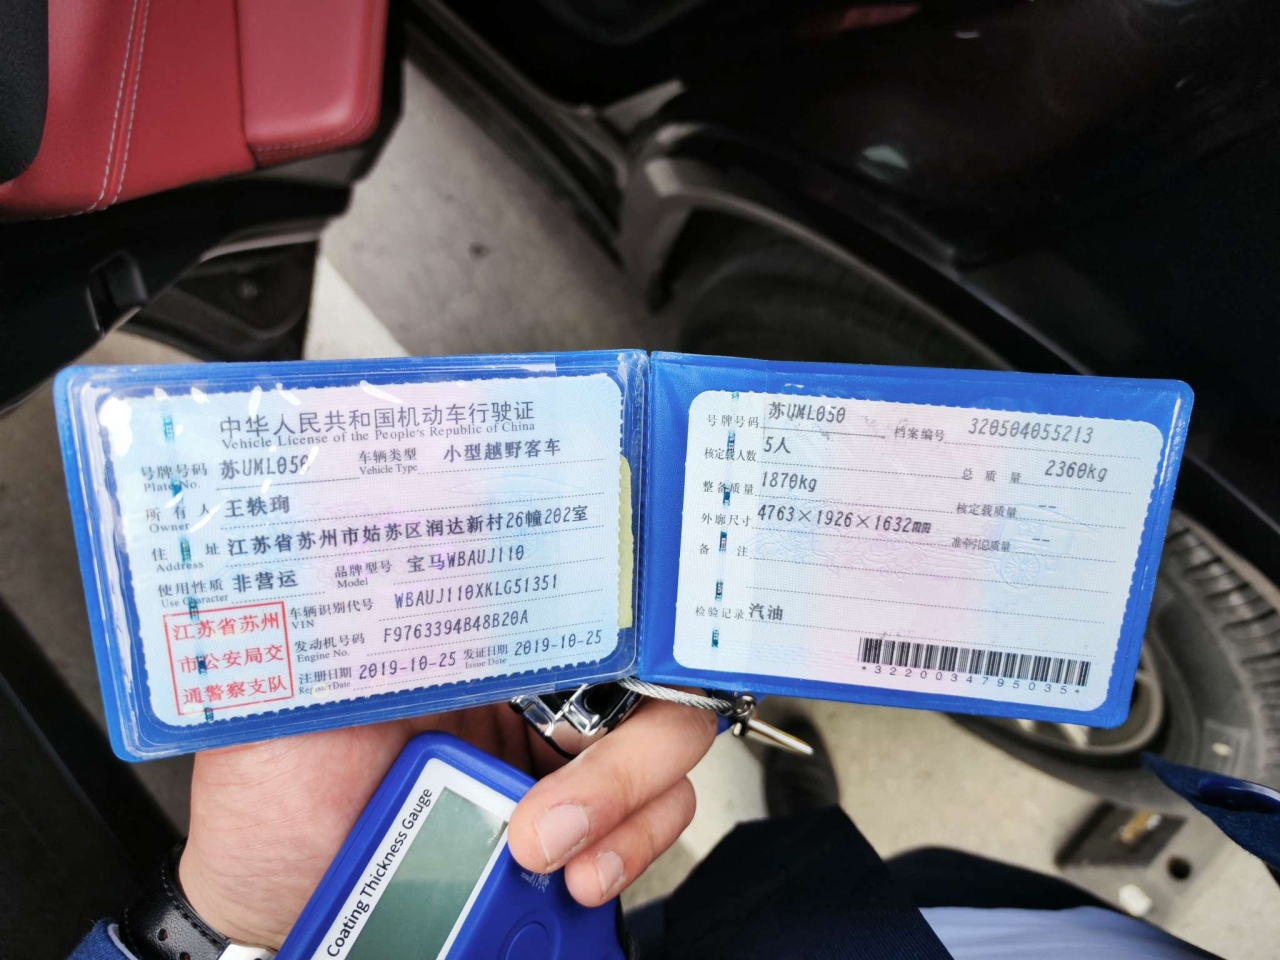 中华人民共和国机动车行驶证
Vehicle License of the People's Republic of China
号牌号码 苏UML050 车辆类型 小型越野客车
Plate No. Vehicle Type
所有人 王轶珣
Owner
住址 江苏省苏州市姑苏区润达新村26幢202室
Address
使用性质 非营运 品牌型号 宝马WBAUJ110
Use Character Model
江苏省苏州
市公安局交
通警察支队
车辆识别代号 WBAUJ110XKLG51351
VIN
发动机号码 F9763394B48B20A
Engine No.
注册日期 2019-10-25 发证日期 2019-10-25
Register Date Issue Date
号牌号码 苏UML050 档案编号 320504055213
核定载人数 5人 总质量 2360kg
整备质量 1870kg 核定载质量 --
外廓尺寸 4763×1926×1632mm 准牵引总质量 --
备注
检验记录 汽油
*3220034795035*
Coating Thickness Gauge